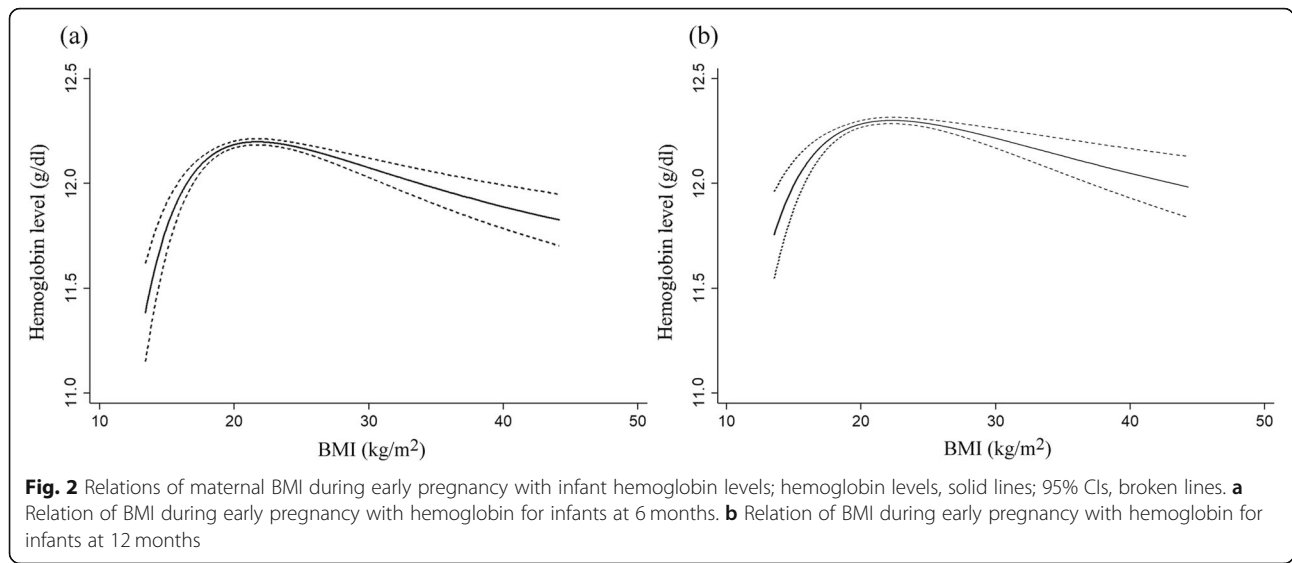 (a)
(b)
12.5
12.0
11.5
11.0
Hemoglobin level (g/dl)
10 20 30 40 50
BMI (kg/m²)
12.5
12.0
11.5
11.0
Hemoglobin level (g/dl)
10 20 30 40 50
BMI (kg/m²)
Fig. 2 Relations of maternal BMI during early pregnancy with infant hemoglobin levels; hemoglobin levels, solid lines; 95% CIs, broken lines. a
Relation of BMI during early pregnancy with hemoglobin for infants at 6 months. b Relation of BMI during early pregnancy with hemoglobin for
infants at 12 months